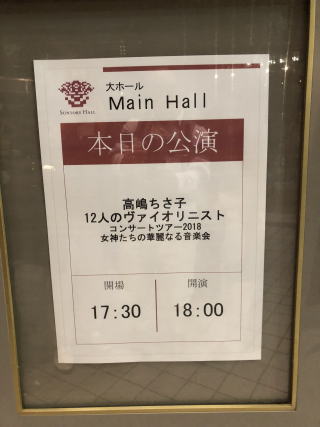 SUNTORY HALL
大ホール
Main Hall
本日の公演
高嶋ちさ子
12人のヴァイオリニスト
コンサートツアー2018
女神たちの華麗なる音楽会
開場
開演
17:30
18:00